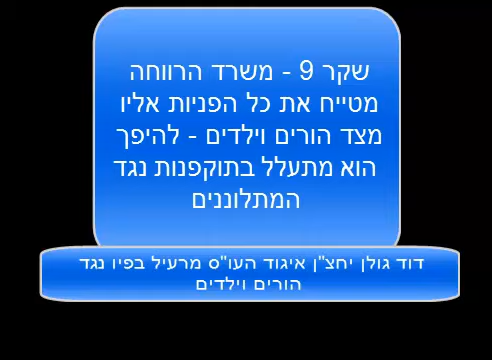 שקר 9 - משרד הרווחה
מטייח את כל הפניות אליו
מצד הורים וילדים - להיפך
הוא מתעלל בתוקפנות נגד
המתלוננים
דוד גולן יחצ"ן איגוד העו"ס מרעיל בפיו נגד
הורים וילדים